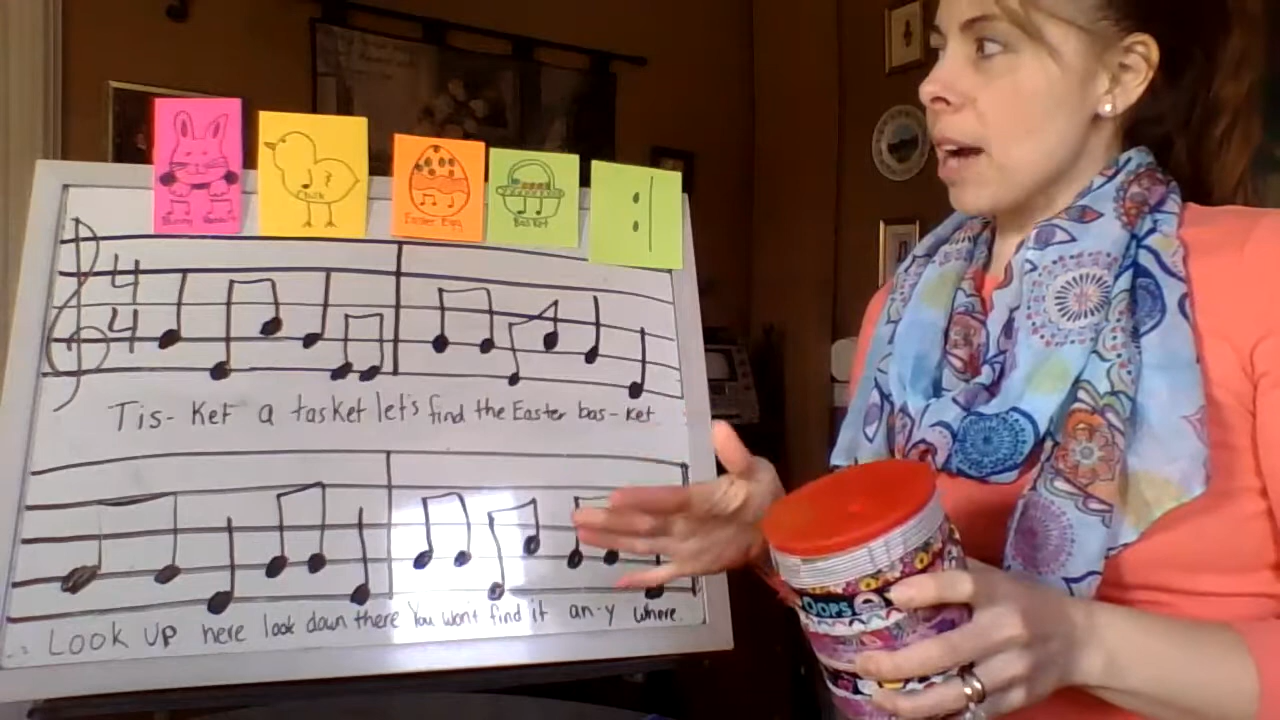 Bunny Rabbit
Chick
Easter Egg
Basket
4
4
Tis- Ket a tasket let's find the Easter bas- ket
Look up here look down there You won't find it an-y where.
OOPS